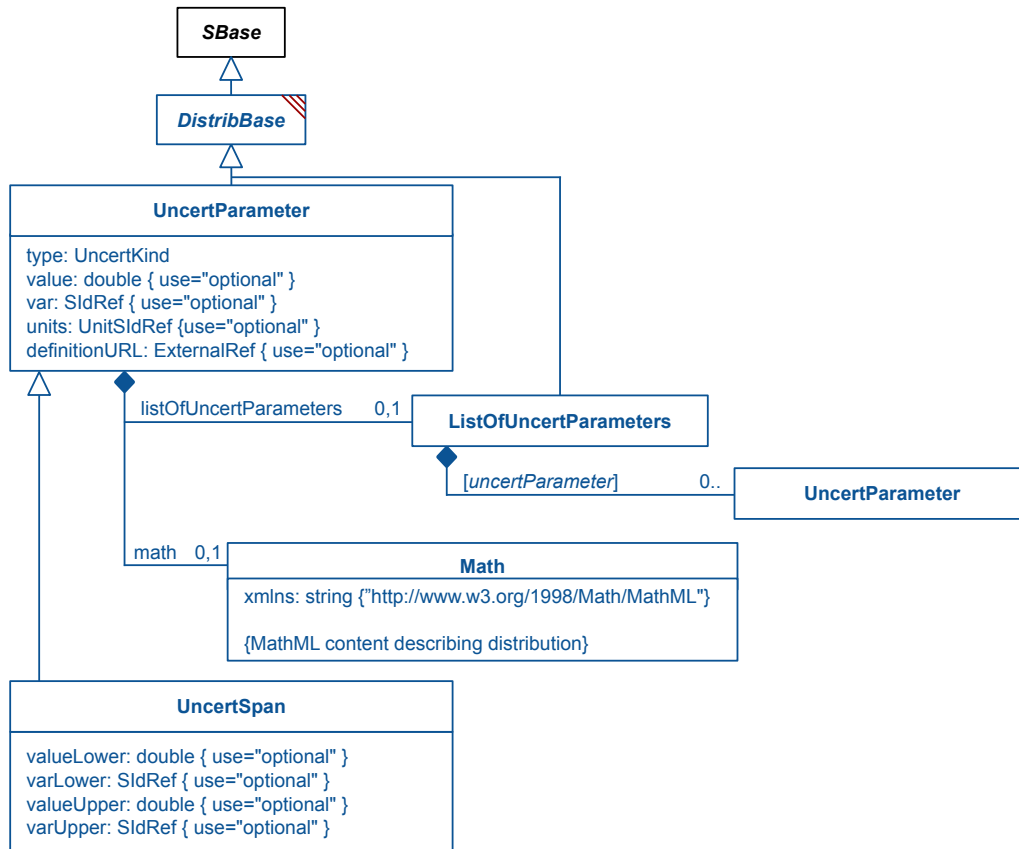 SBase
DistribBase
UncertParameter
type: UncertKind
value: double { use="optional" }
var: SIdRef { use="optional" }
units: UnitSIdRef {use="optional" }
definitionURL: ExternalRef { use="optional" }
listOfUncertParameters 0,1
ListOfUncertParameters
[uncertParameter] 0..
UncertParameter
math 0,1
Math
xmlns: string {"http://www.w3.org/1998/Math/MathML"}
{MathML content describing distribution}
UncertSpan
valueLower: double { use="optional" }
varLower: SIdRef { use="optional" }
valueUpper: double { use="optional" }
varUpper: SIdRef { use="optional" }